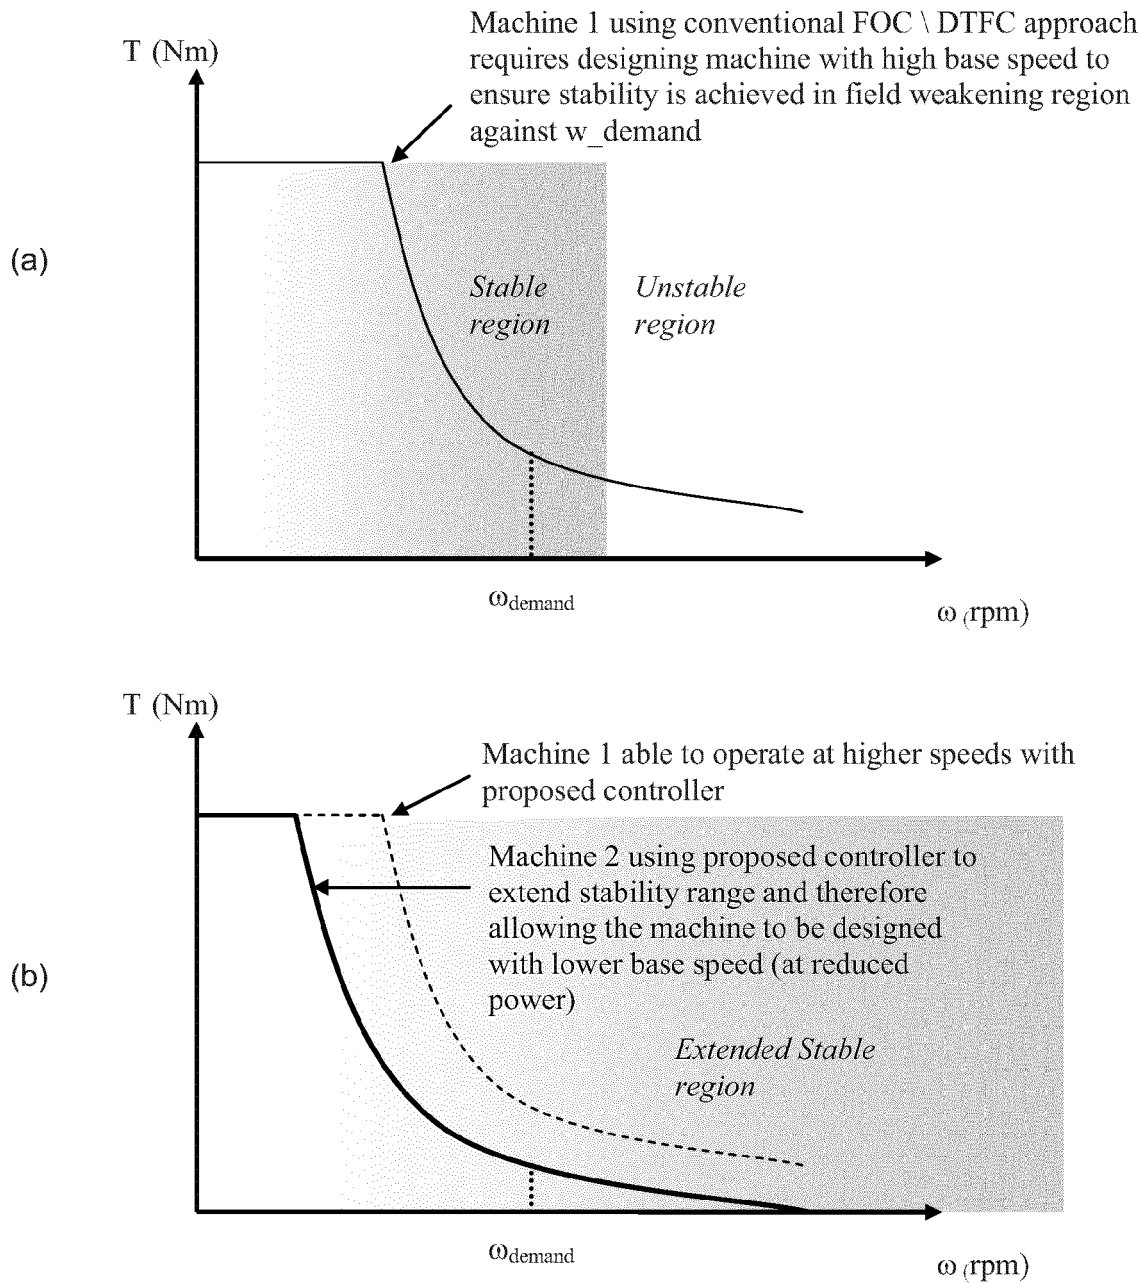 T (Nm)
Machine 1 using conventional FOC \ DTFC approach
requires designing machine with high base speed to
ensure stability is achieved in field weakening region
against w_demand
(a)
Stable
region
Unstable
region
ωdemand
ω (rpm)
T (Nm)
Machine 1 able to operate at higher speeds with
proposed controller
Machine 2 using proposed controller to
extend stability range and therefore
allowing the machine to be designed
with lower base speed (at reduced
power)
(b)
Extended Stable
region
ωdemand
ω (rpm)